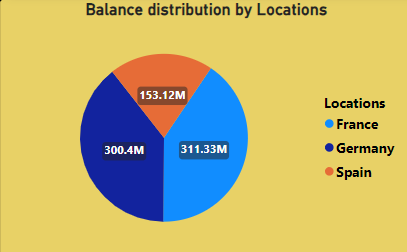 Balance distribution by Locations
153.12M
300.4M
311.33M
Locations
France
Germany
Spain